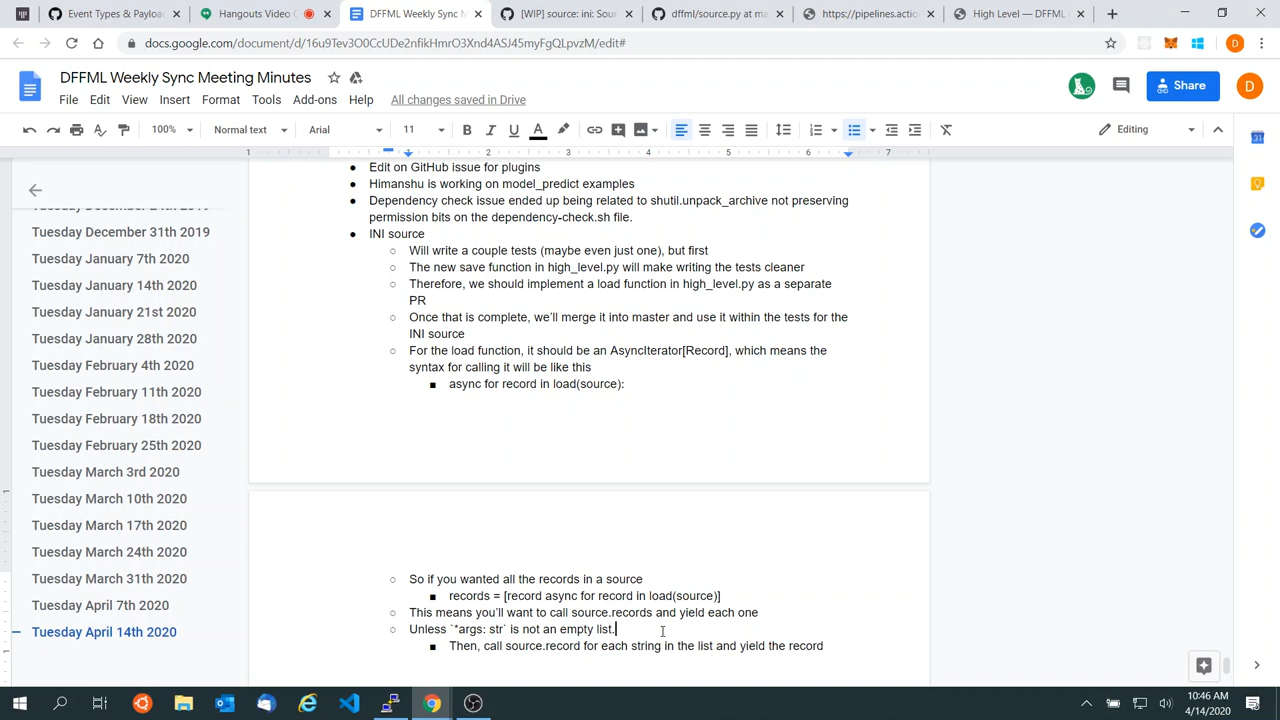 Event Types & Payloa
Hangouts Video C
DFFML Weekly Sync M
[WIP] source: ini: Sou
dffml/source.py at ma
https://pipelines.actio
High Level — DFFML
docs.google.com/document/d/16u9Tev3O0CcUDe2nfikHmrO3Xnd4ASJ45myFgQLpvzM/edit#
D
DFFML Weekly Sync Meeting Minutes
File Edit View Insert Format Tools Add-ons Help All changes saved in Drive
Share
D
100% Normal text Arial 11 B I U A Editing
1 1 2 3 4 5 6 7
Edit on GitHub issue for plugins
Himanshu is working on model_predict examples
Dependency check issue ended up being related to shutil.unpack_archive not preserving
permission bits on the dependency-check.sh file.
INI source
Will write a couple tests (maybe even just one), but first
The new save function in high_level.py will make writing the tests cleaner
Therefore, we should implement a load function in high_level.py as a separate
PR
Once that is complete, we'll merge it into master and use it within the tests for the
INI source
For the load function, it should be an AsyncIterator[Record], which means the
syntax for calling it will be like this
async for record in load(source):
So if you wanted all the records in a source
records = [record async for record in load(source)]
This means you'll want to call source.records and yield each one
Unless `*args: str` is not an empty list.
Then, call source.record for each string in the list and yield the record
Tuesday December 24th 2019
Tuesday December 31th 2019
Tuesday January 7th 2020
Tuesday January 14th 2020
Tuesday January 21st 2020
Tuesday January 28th 2020
Tuesday February 4th 2020
Tuesday February 11th 2020
Tuesday February 18th 2020
Tuesday February 25th 2020
Tuesday March 3rd 2020
Tuesday March 10th 2020
Tuesday March 17th 2020
Tuesday March 24th 2020
Tuesday March 31th 2020
Tuesday April 7th 2020
Tuesday April 14th 2020
31
10:46 AM
4/14/2020